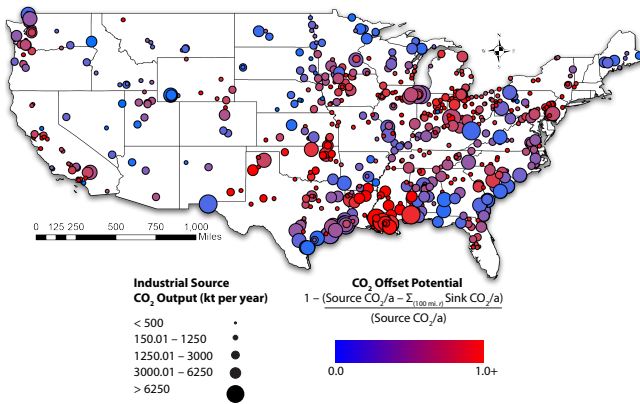 W E
0 125 250 500 750 1,000
Miles
Industrial Source
CO2 Output (kt per year)
< 500
150.01 – 1250
1250.01 – 3000
3000.01 – 6250
> 6250
CO2 Offset Potential
1 – (Source CO2/a – Σ(100 mi. r) Sink CO2/a)
(Source CO2/a)
0.0 1.0+